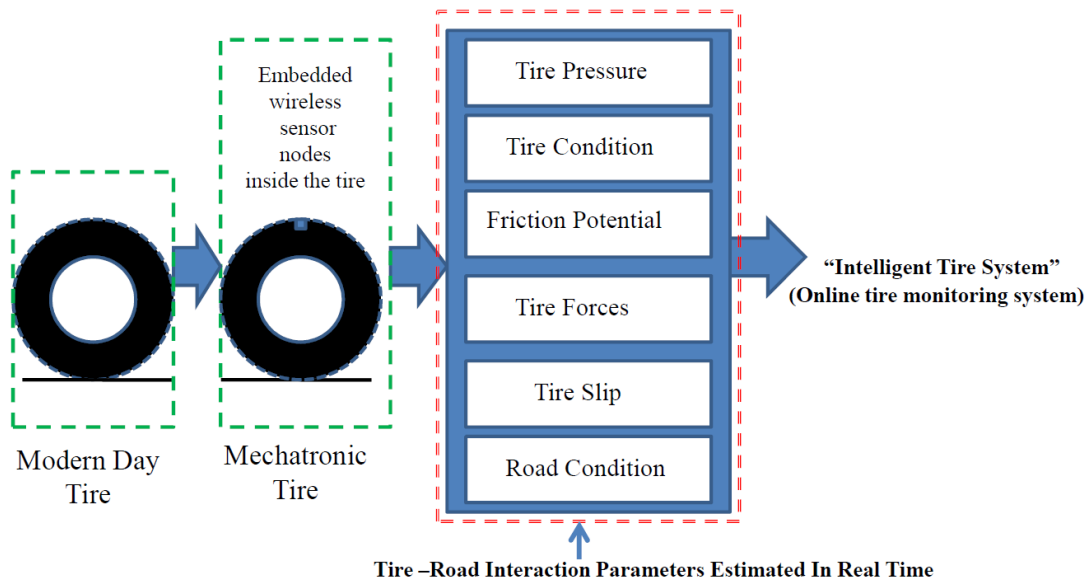 Embedded
wireless
sensor
nodes
inside the tire
Modern Day
Tire
Mechatronic
Tire
Tire Pressure
Tire Condition
Friction Potential
Tire Forces
Tire Slip
Road Condition
“Intelligent Tire System”
(Online tire monitoring system)
Tire –Road Interaction Parameters Estimated In Real Time